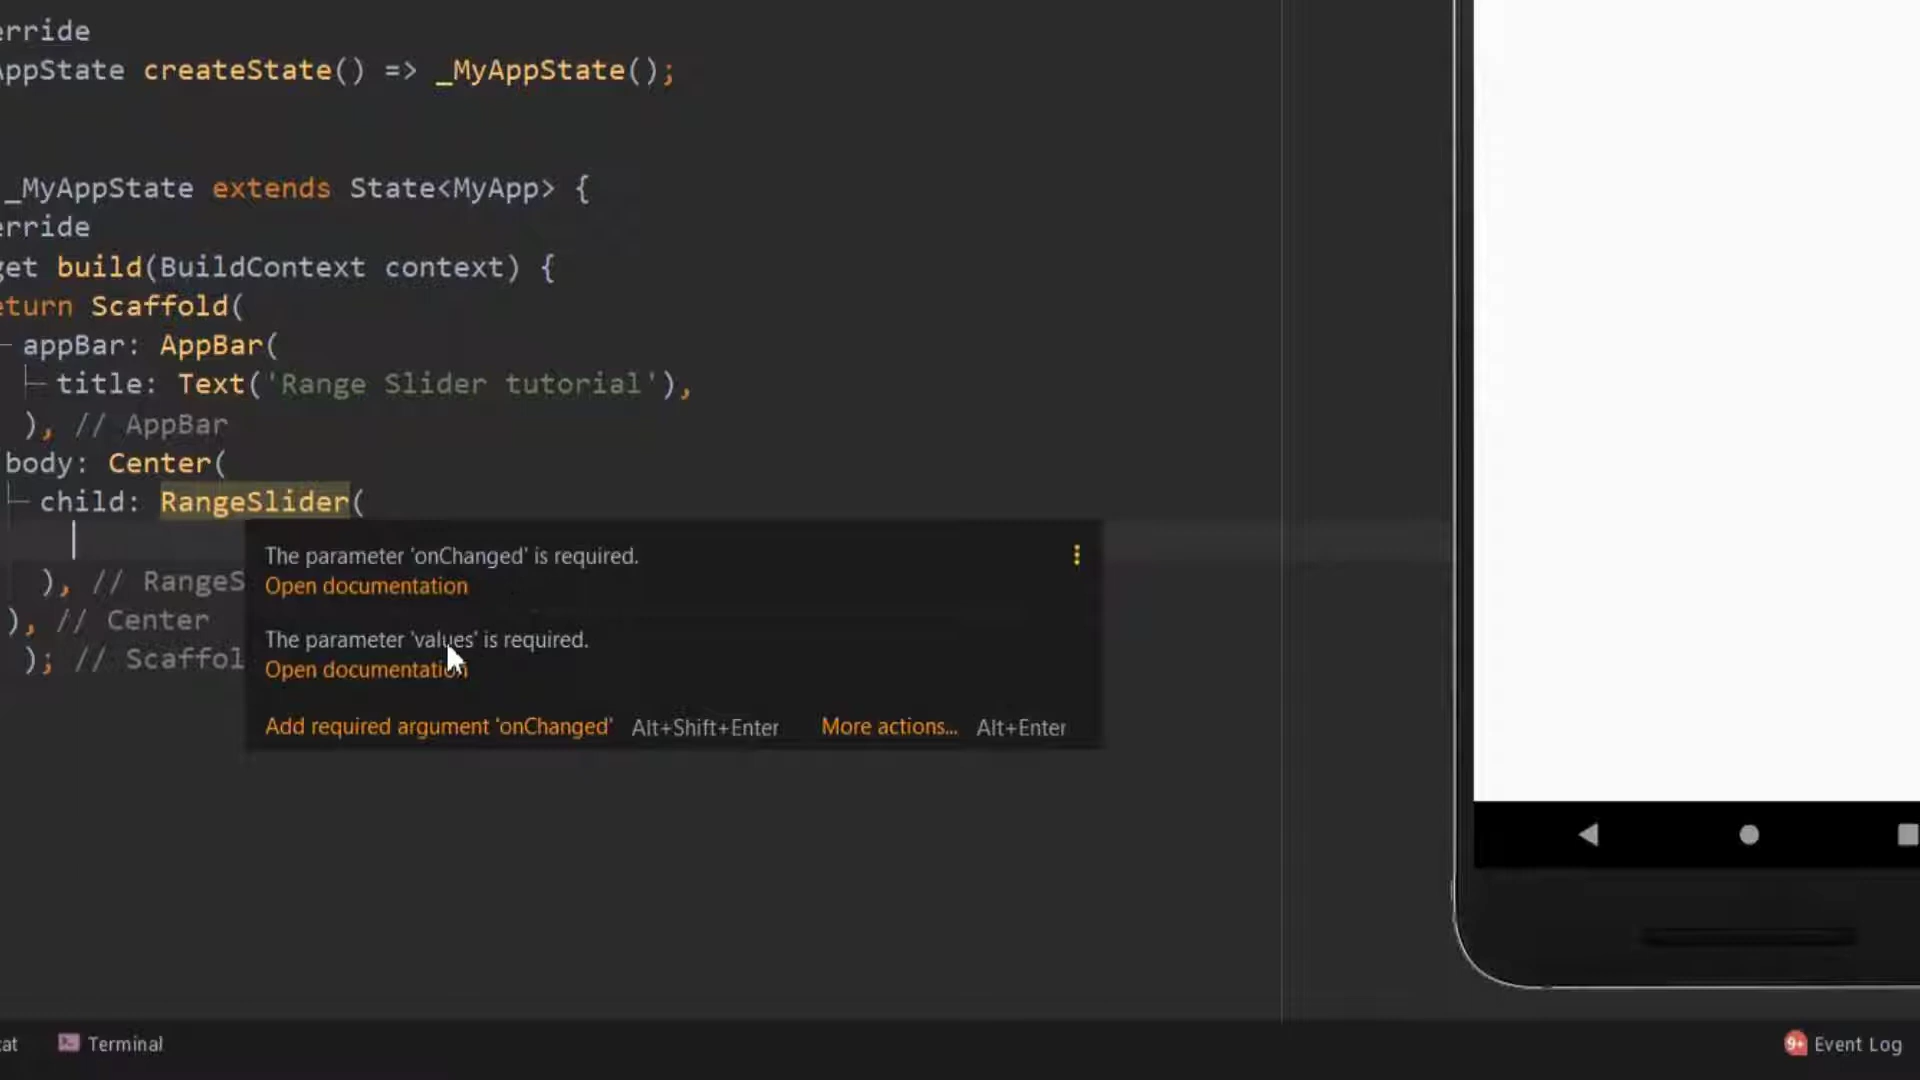 erride
AppState createState() => _MyAppState();
_MyAppState extends State<MyApp> {
erride
get build(BuildContext context) {
eturn Scaffold(
appBar: AppBar(
title: Text('Range Slider tutorial'),
), // AppBar
body: Center(
child: RangeSlider(
The parameter 'onChanged' is required.
Open documentation
), // RangeS
The parameter 'values' is required.
), // Center
Open documentation
); // Scaffol
Add required argument 'onChanged' Alt+Shift+Enter More actions... Alt+Enter
cat Terminal 9+ Event Log